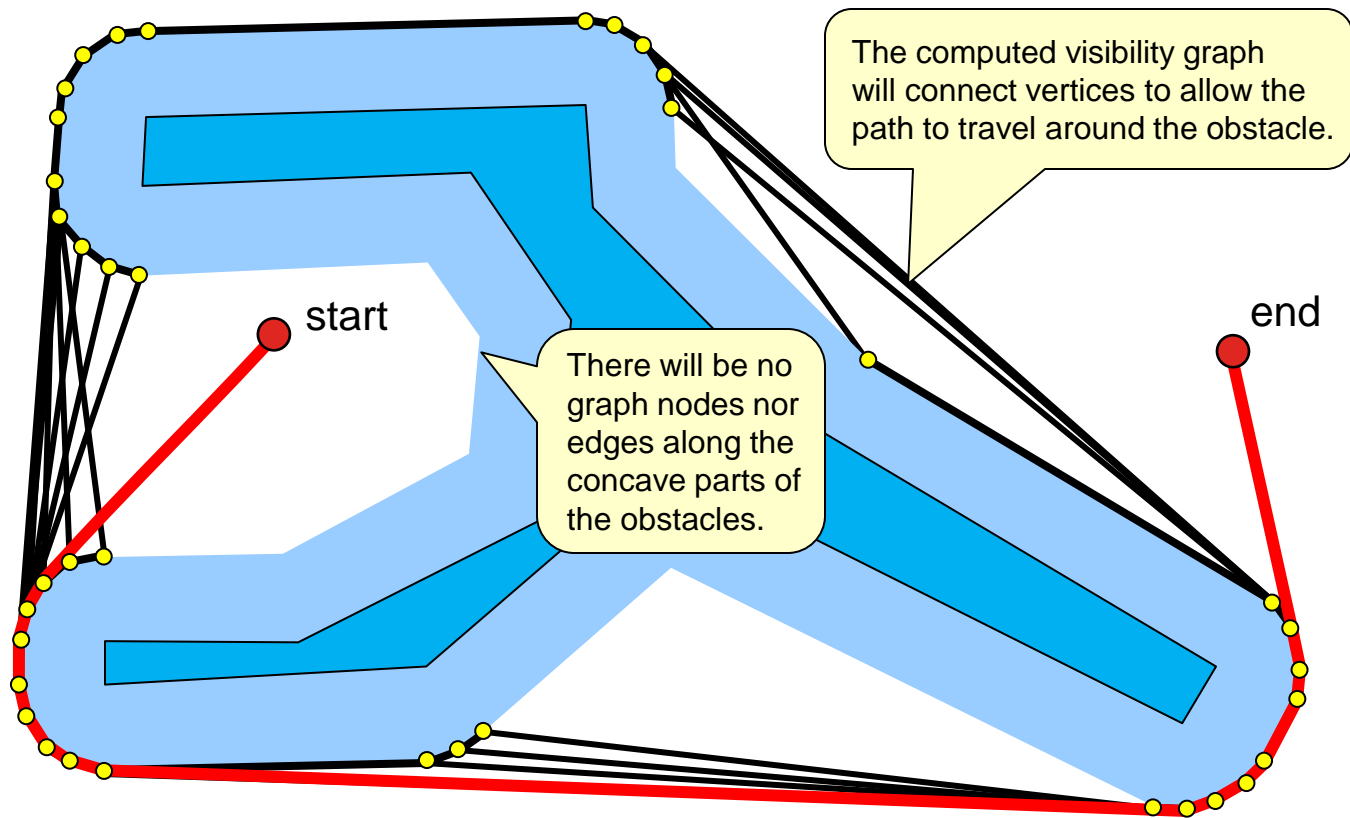 The computed visibility graph
will connect vertices to allow the
path to travel around the obstacle.
start
end
There will be no
graph nodes nor
edges along the
concave parts of
the obstacles.